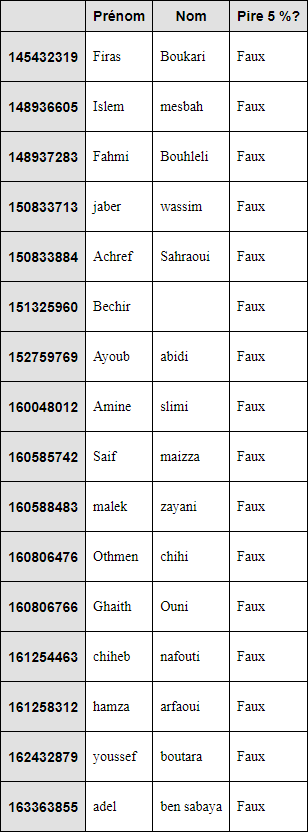 Prénom Nom Pire 5 %?
145432319 Firas Boukari Faux
148936605 Islem mesbah Faux
148937283 Fahmi Bouhleli Faux
150833713 jaber wassim Faux
150833884 Achref Sahraoui Faux
151325960 Bechir Faux
152759769 Ayoub abidi Faux
160048012 Amine slimi Faux
160585742 Saif maizza Faux
160588483 malek zayani Faux
160806476 Othmen chihi Faux
160806766 Ghaith Ouni Faux
161254463 chiheb nafouti Faux
161258312 hamza arfaoui Faux
162432879 youssef boutara Faux
163363855 adel ben sabaya Faux